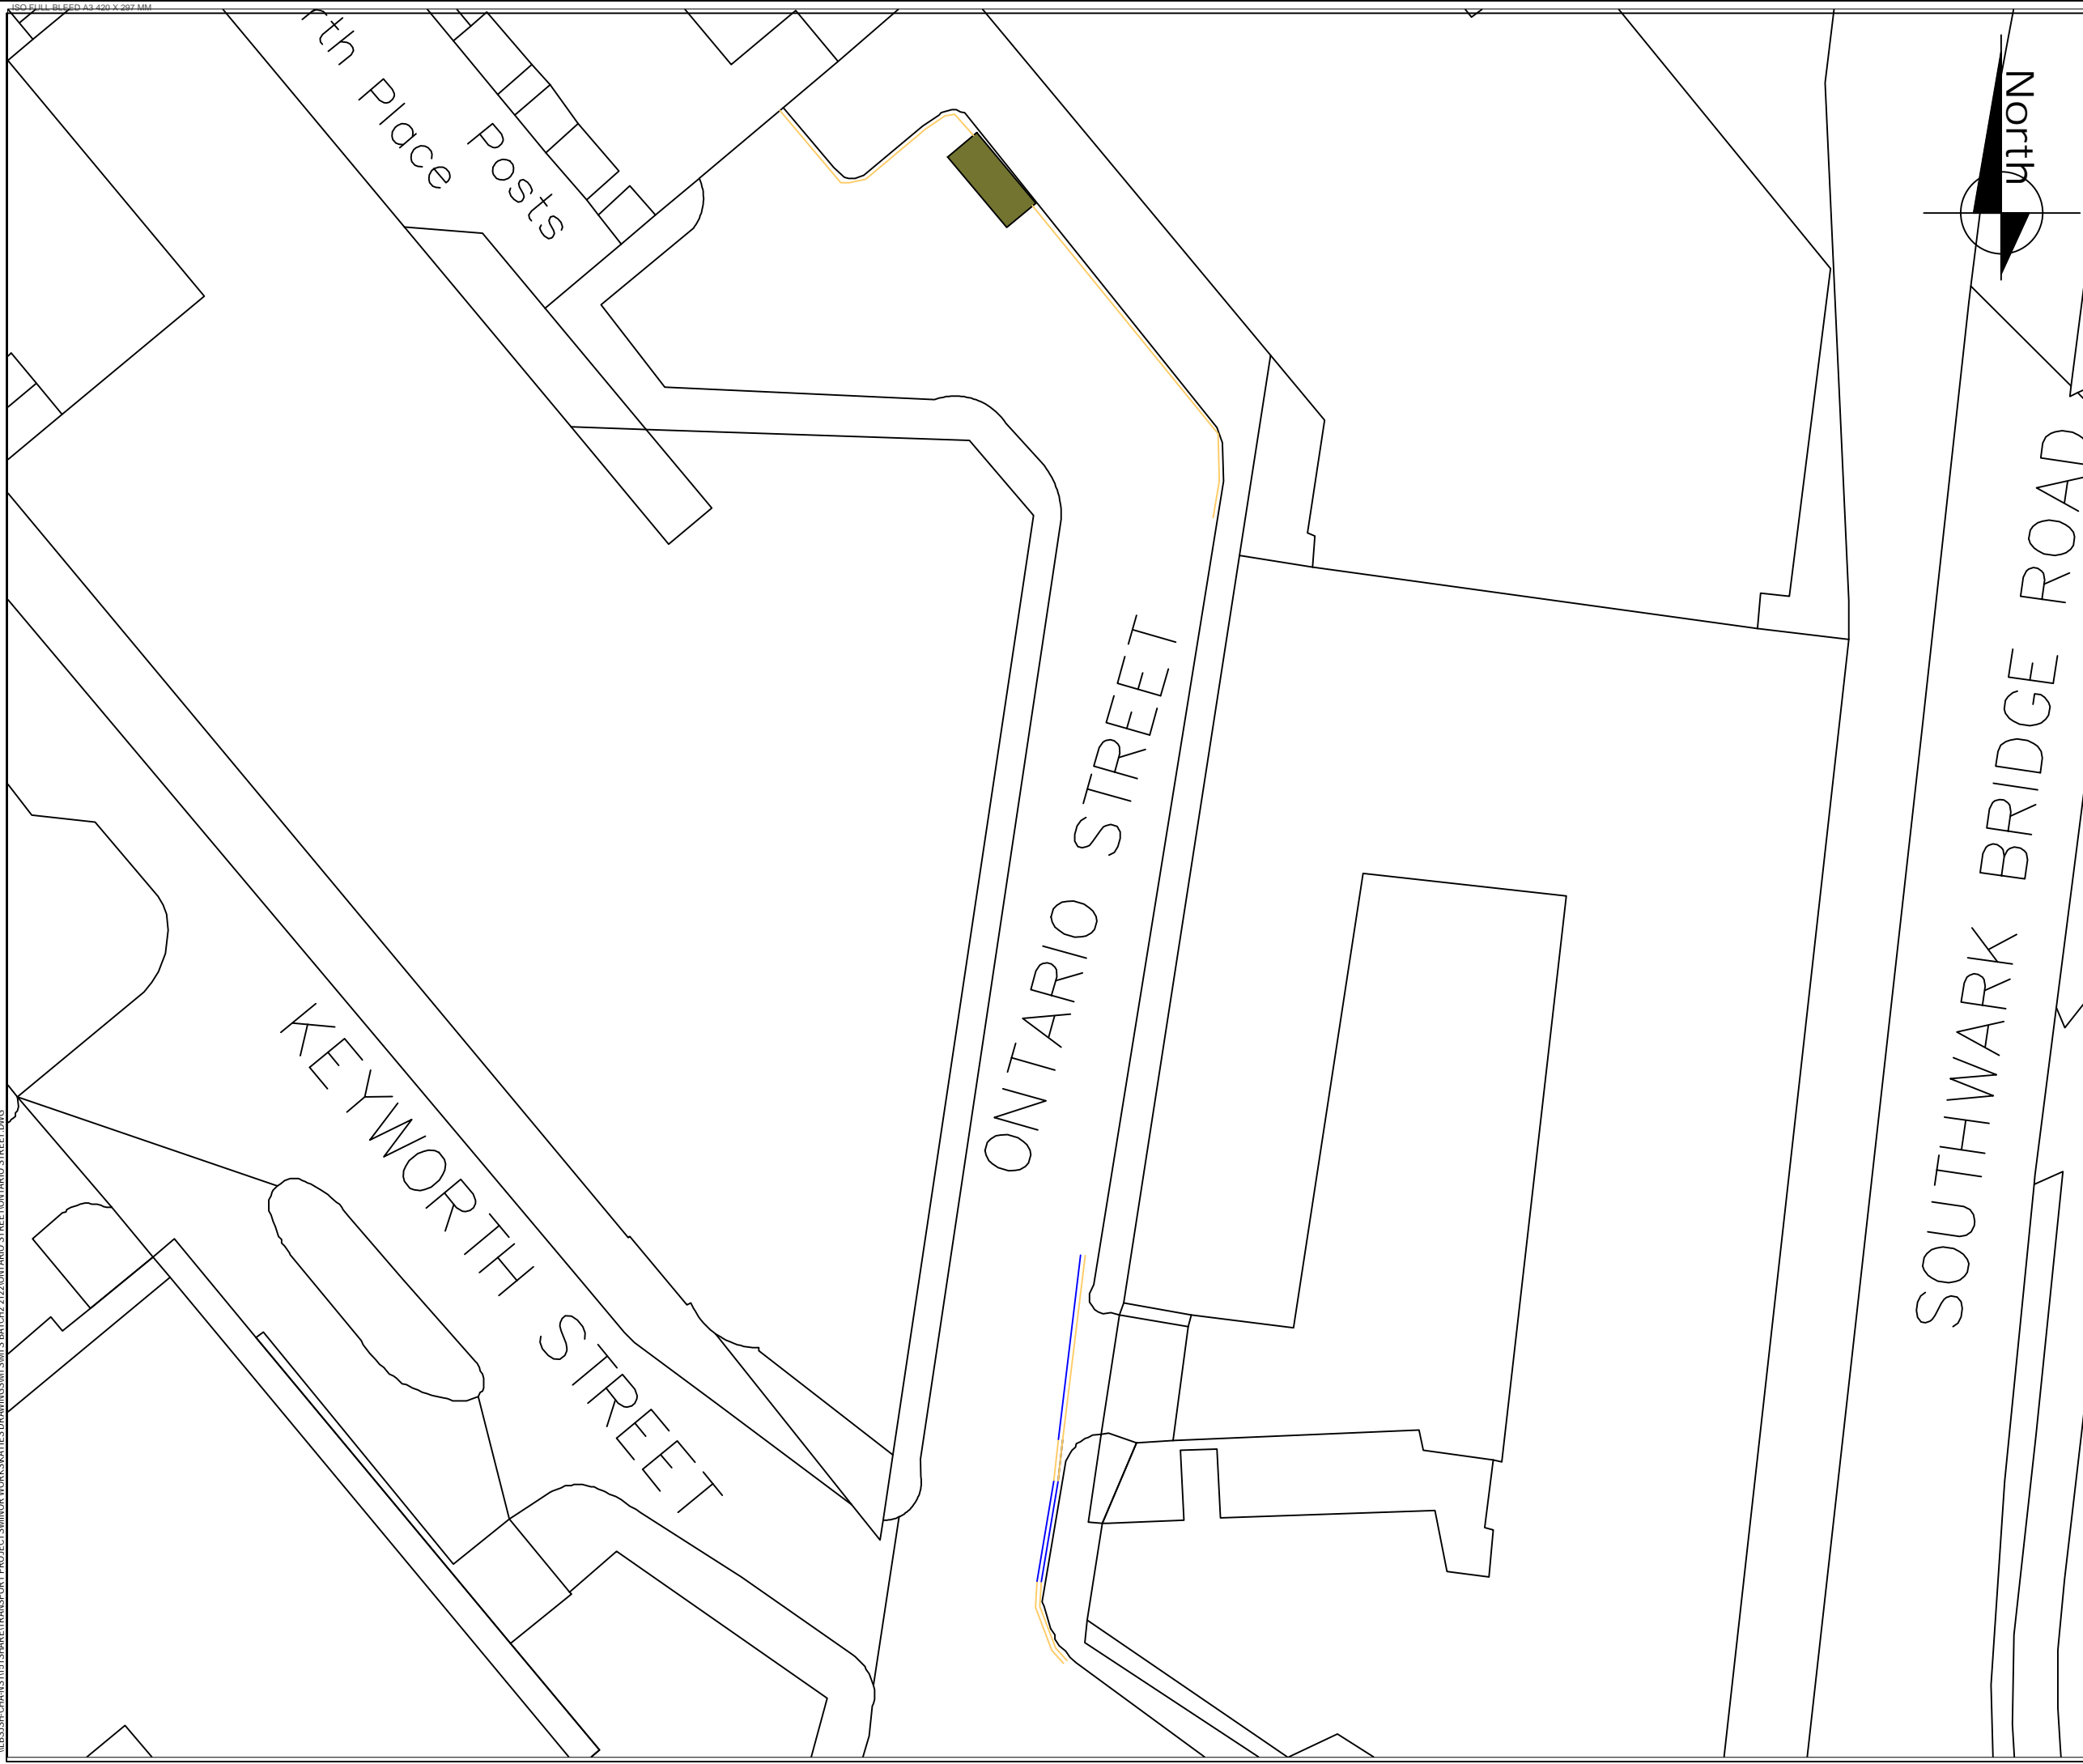 ISO FULL BLEED A3 420 X 297 MM
rth Place
Posts
North
ONTARIO STREET
SOUTHWARK BRIDGE ROAD
KEYWORTH STREET